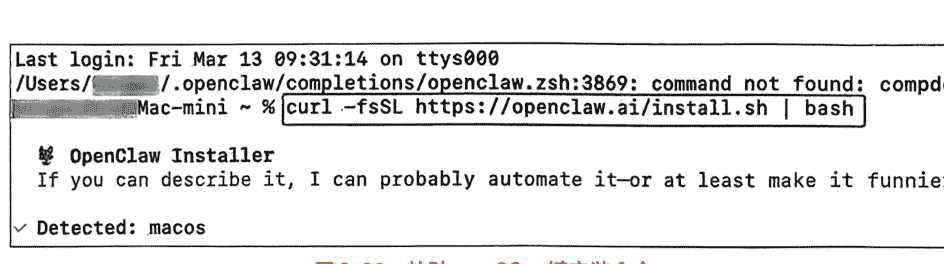 Last login: Fri Mar 13 09:31:14 on ttys000
/Users/ /.openclaw/completions/openclaw.zsh:3869: command not found: compd
Mac-mini ~ % curl -fsSL https://openclaw.ai/install.sh | bash
OpenClaw Installer
If you can describe it, I can probably automate it—or at least make it funnie
✓ Detected: macos